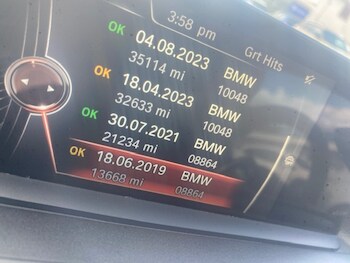 3:58 pm
Grt Hits
OK 04.08.2023 BMW
35114 mi 10048
OK 18.04.2023 BMW
32633 mi 10048
OK 30.07.2021 BMW
21234 mi 08864
OK 18.06.2019 BMW
13668 mi 08864